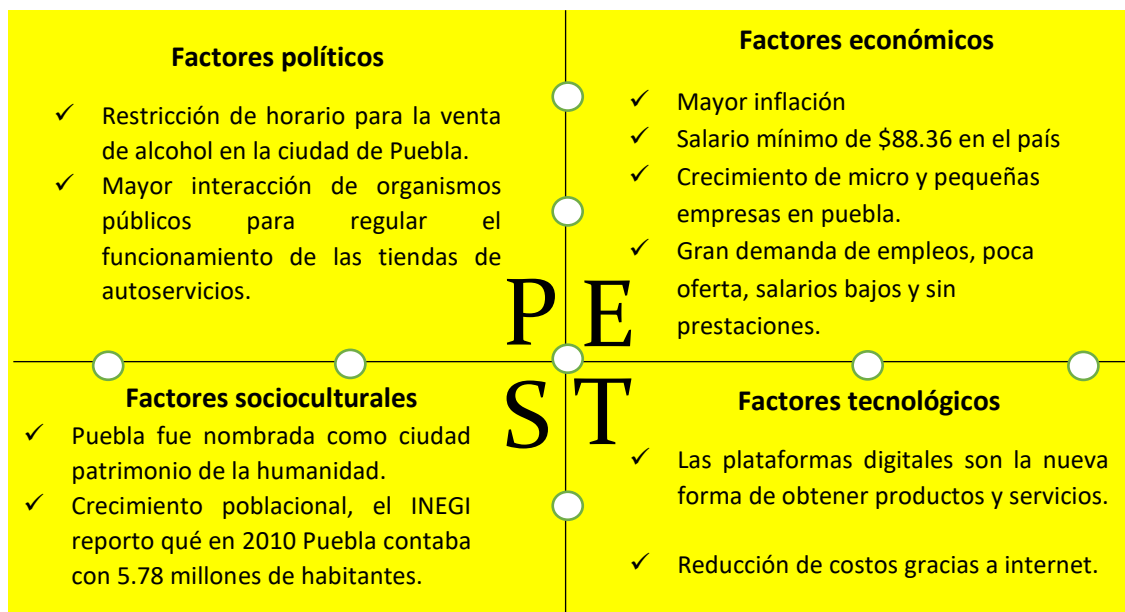 Factores políticos
✓ Restricción de horario para la venta
de alcohol en la ciudad de Puebla.
✓ Mayor interacción de organismos
públicos para regular el
funcionamiento de las tiendas de
autoservicios.
Factores económicos
✓ Mayor inflación
✓ Salario mínimo de $88.36 en el país
✓ Crecimiento de micro y pequeñas
empresas en puebla.
✓ Gran demanda de empleos, poca
oferta, salarios bajos y sin
prestaciones.
P E
S T
Factores socioculturales
✓ Puebla fue nombrada como ciudad
patrimonio de la humanidad.
✓ Crecimiento poblacional, el INEGI
reporto qué en 2010 Puebla contaba
con 5.78 millones de habitantes.
Factores tecnológicos
✓ Las plataformas digitales son la nueva
forma de obtener productos y servicios.
✓ Reducción de costos gracias a internet.